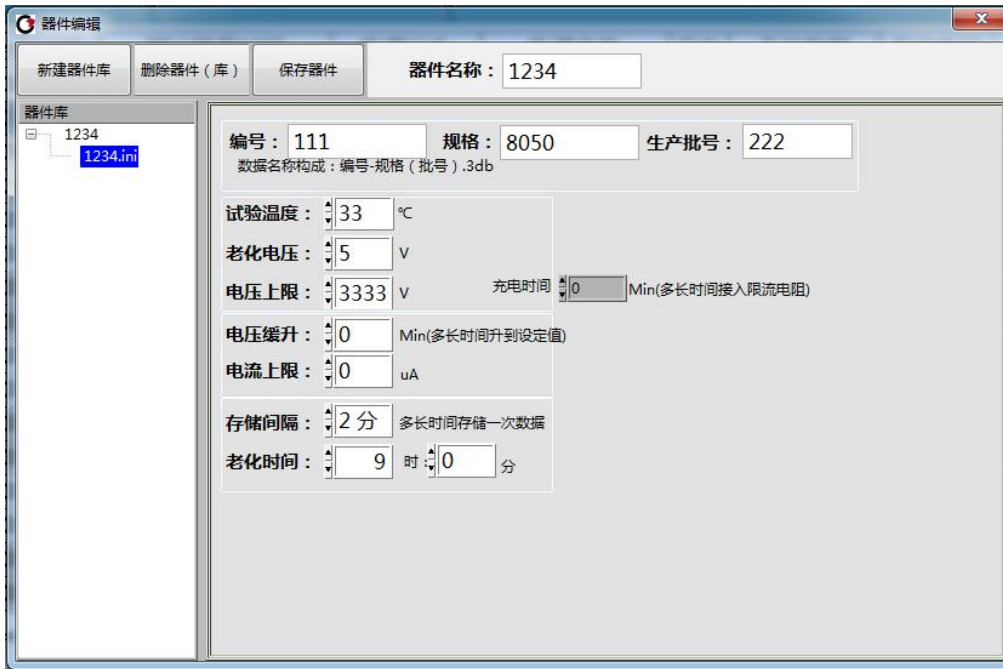 器件编辑
新建器件库 删除器件（库） 保存器件 器件名称： 1234
器件库
1234
1234.ini
编号： 111 规格： 8050 生产批号： 222
数据名称构成：编号-规格（批号）.3db
试验温度： 33 ℃
老化电压： 5 V
电压上限： 3333 V 充电时间 0 Min(多长时间接入限流电阻)
电压缓升： 0 Min(多长时间升到设定值)
电流上限： 0 uA
存储间隔： 2分 多长时间存储一次数据
老化时间： 9 时： 0 分